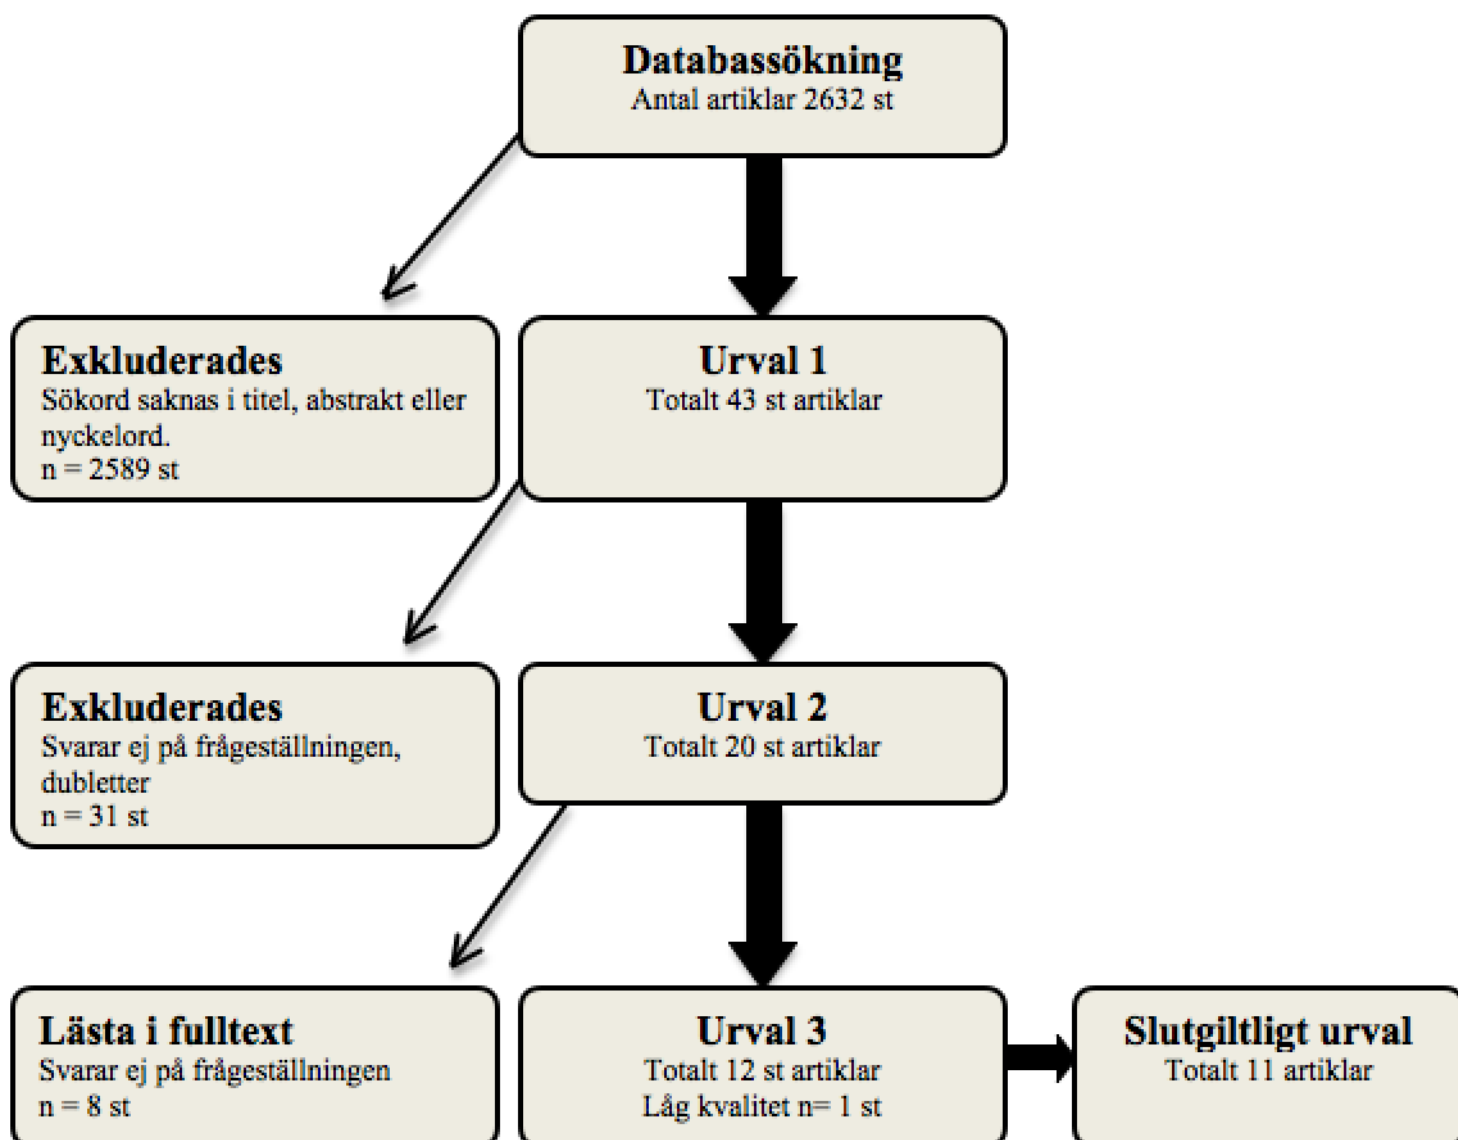 Databassökning
Antal artiklar 2632 st
Exkluderades
Sökord saknas i titel, abstrakt eller
nyckelord.
n = 2589 st
Urval 1
Totalt 43 st artiklar
Exkluderades
Svarar ej på frågeställningen,
dubletter
n = 31 st
Urval 2
Totalt 20 st artiklar
Lästa i fulltext
Svarar ej på frågeställningen
n = 8 st
Urval 3
Totalt 12 st artiklar
Låg kvalitet n= 1 st
Slutgiltligt urval
Totalt 11 artiklar